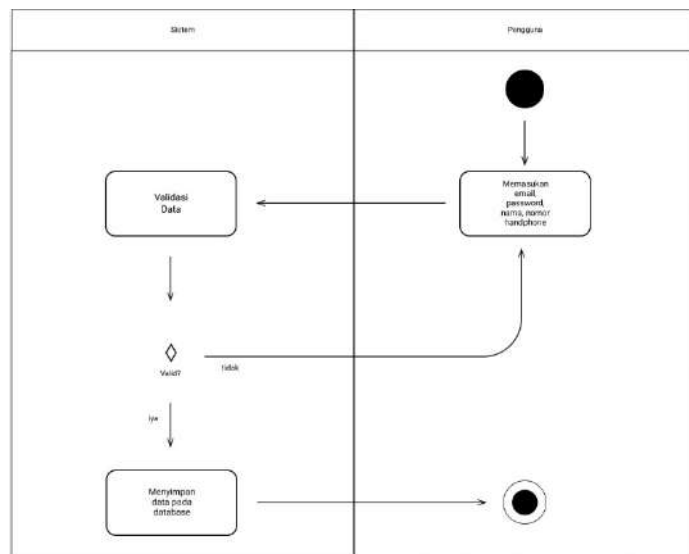 Sistem
Pengguna
Memasukan
email,
password,
nama, nomor
handphone
Validasi
Data
Valid?
tidak
iya
Menyimpan
data pada
database